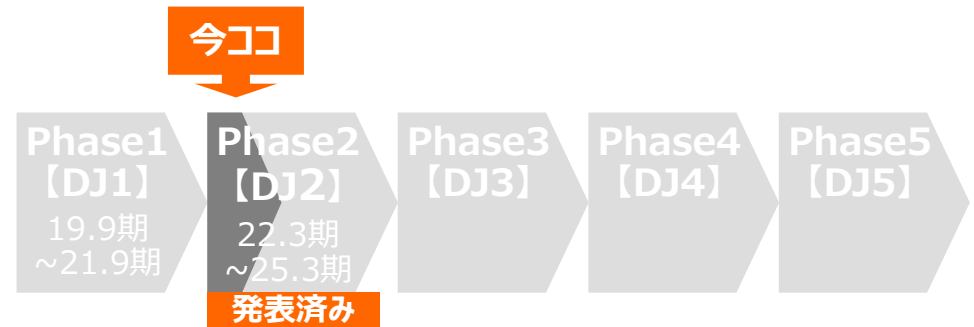 今ココ
Phase1
【DJ1】
19.9期
~21.9期
Phase2
【DJ2】
22.3期
~25.3期
発表済み
Phase3
【DJ3】
Phase4
【DJ4】
Phase5
【DJ5】